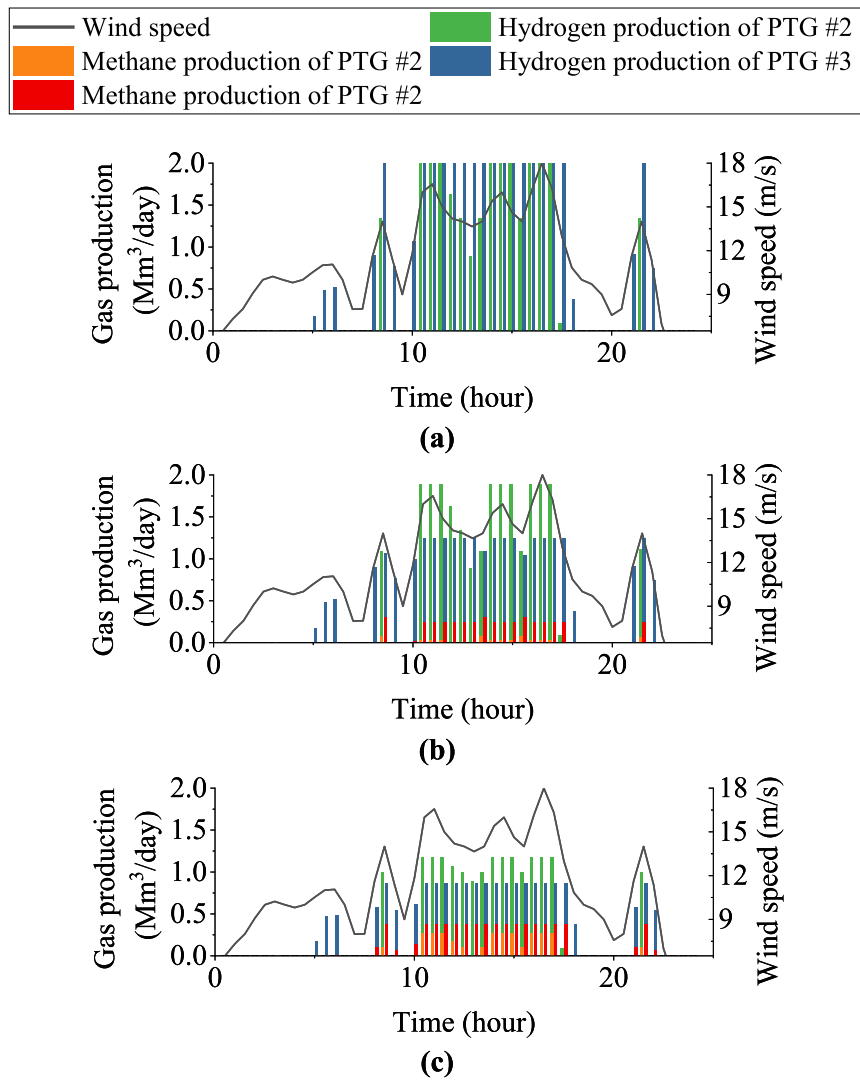 Wind speed
Hydrogen production of PTG #2
Methane production of PTG #2
Hydrogen production of PTG #3
Methane production of PTG #2
Gas production
(Mm³/day)
2.0
1.5
1.0
0.5
0.0
0
10
20
18
15
12
9
Wind speed (m/s)
Time (hour)
(a)
Gas production
(Mm³/day)
2.0
1.5
1.0
0.5
0.0
0
10
20
18
15
12
9
Wind speed (m/s)
Time (hour)
(b)
Gas production
(Mm³/day)
2.0
1.5
1.0
0.5
0.0
0
10
20
18
15
12
9
Wind speed (m/s)
Time (hour)
(c)